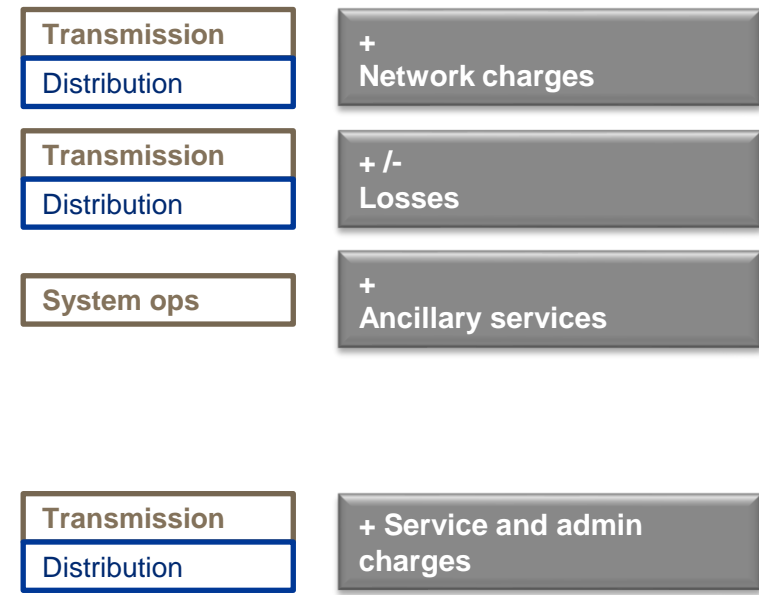 Transmission
Distribution
+
Network charges
Transmission
Distribution
+ /-
Losses
System ops
+
Ancillary services
Transmission
Distribution
+ Service and admin
charges